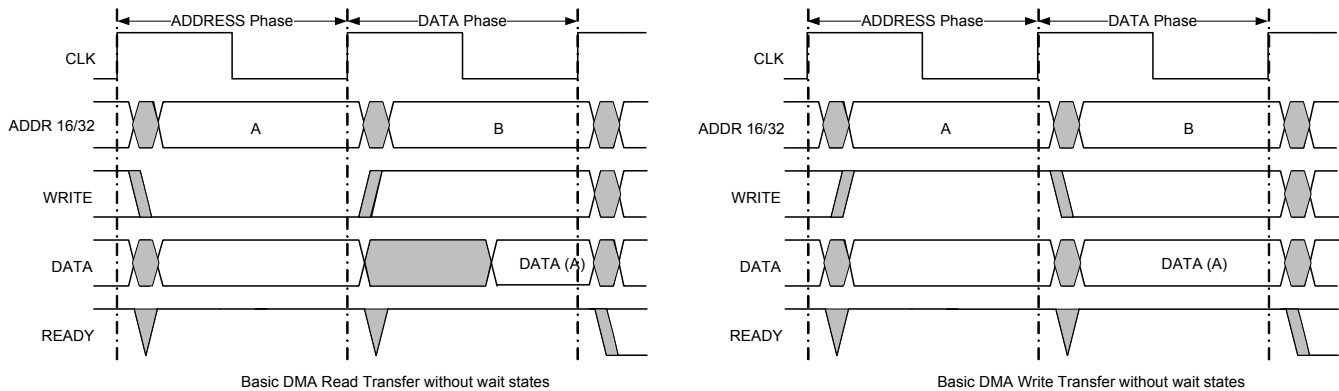 ADDRESS Phase
DATA Phase
CLK
ADDR 16/32
A
B
WRITE
DATA
DATA (A)
READY
Basic DMA Read Transfer without wait states
ADDRESS Phase
DATA Phase
CLK
ADDR 16/32
A
B
WRITE
DATA
DATA (A)
READY
Basic DMA Write Transfer without wait states